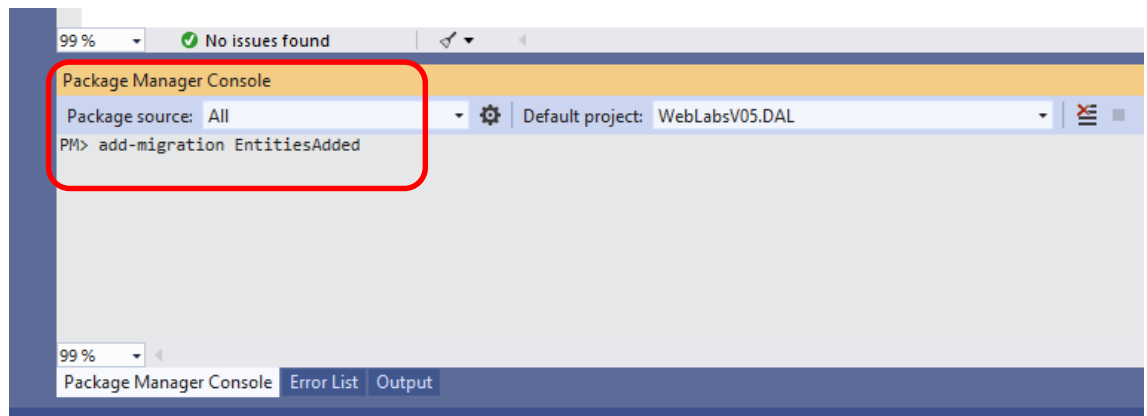 99 % No issues found
Package Manager Console
Package source: All Default project: WebLabsV05.DAL
PM> add-migration EntitiesAdded
99 %
Package Manager Console Error List Output